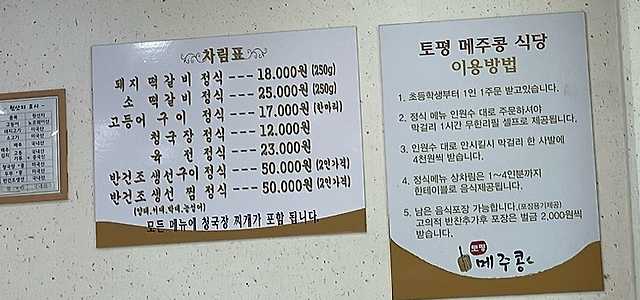 차림표
돼지 떡갈비 정식 --- 18.000원 (250g)
소 떡갈비 정식 --- 25.000원 (250g)
고등어 구이 정식 --- 17.000원 (한마리)
청국장 정식 --- 12.000원
육전 정식 --- 23.000원
반건조 생선구이정식 --- 50.000원 (2인가격)
반건조 생선 찜 정식 --- 50.000원 (2인가격)
모든 메뉴에 청국장 찌개가 포함 됩니다.
토평 메주콩 식당
이용방법
1. 초등학생부터 1인 1주문 받고있습니다.
2. 정식 메뉴 인원수 대로 주문하셔야
막걸리 1시간 무한리필 셀프로 제공됩니다.
3. 인원수 대로 안시킬시 막걸리 한 사발에
4천원씩 받습니다.
4. 정식메뉴 상차림은 1~4인분까지
한테이블로 음식제공됩니다.
5. 남은 음식포장 가능합니다.(포장용기제공)
고의적 반찬추가후 포장은 벌금 2,000원씩
받습니다.
토평
메주콩